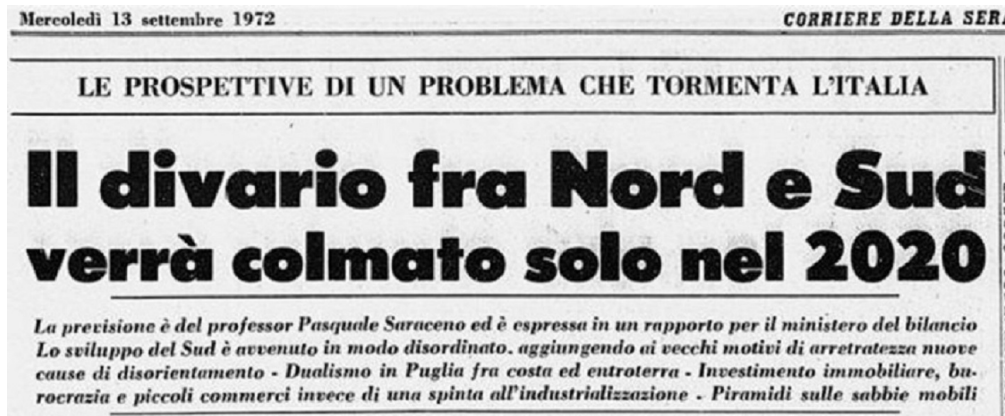 Mercoledì 13 settembre 1972
CORRIERE DELLA SERA
LE PROSPETTIVE DI UN PROBLEMA CHE TORMENTA L'ITALIA
Il divario fra Nord e Sud
verrà colmato solo nel 2020
La previsione è del professor Pasquale Saraceno ed è espressa in un rapporto per il ministero del bilancio
Lo sviluppo del Sud è avvenuto in modo disordinato, aggiungendo ai vecchi motivi di arretratezza nuove
cause di disorientamento - Dualismo in Puglia fra costa ed entroterra - Investimento immobiliare, bu-
rocrazia e piccoli commerci invece di una spinta all'industrializzazione - Piramidi sulle sabbie mobili